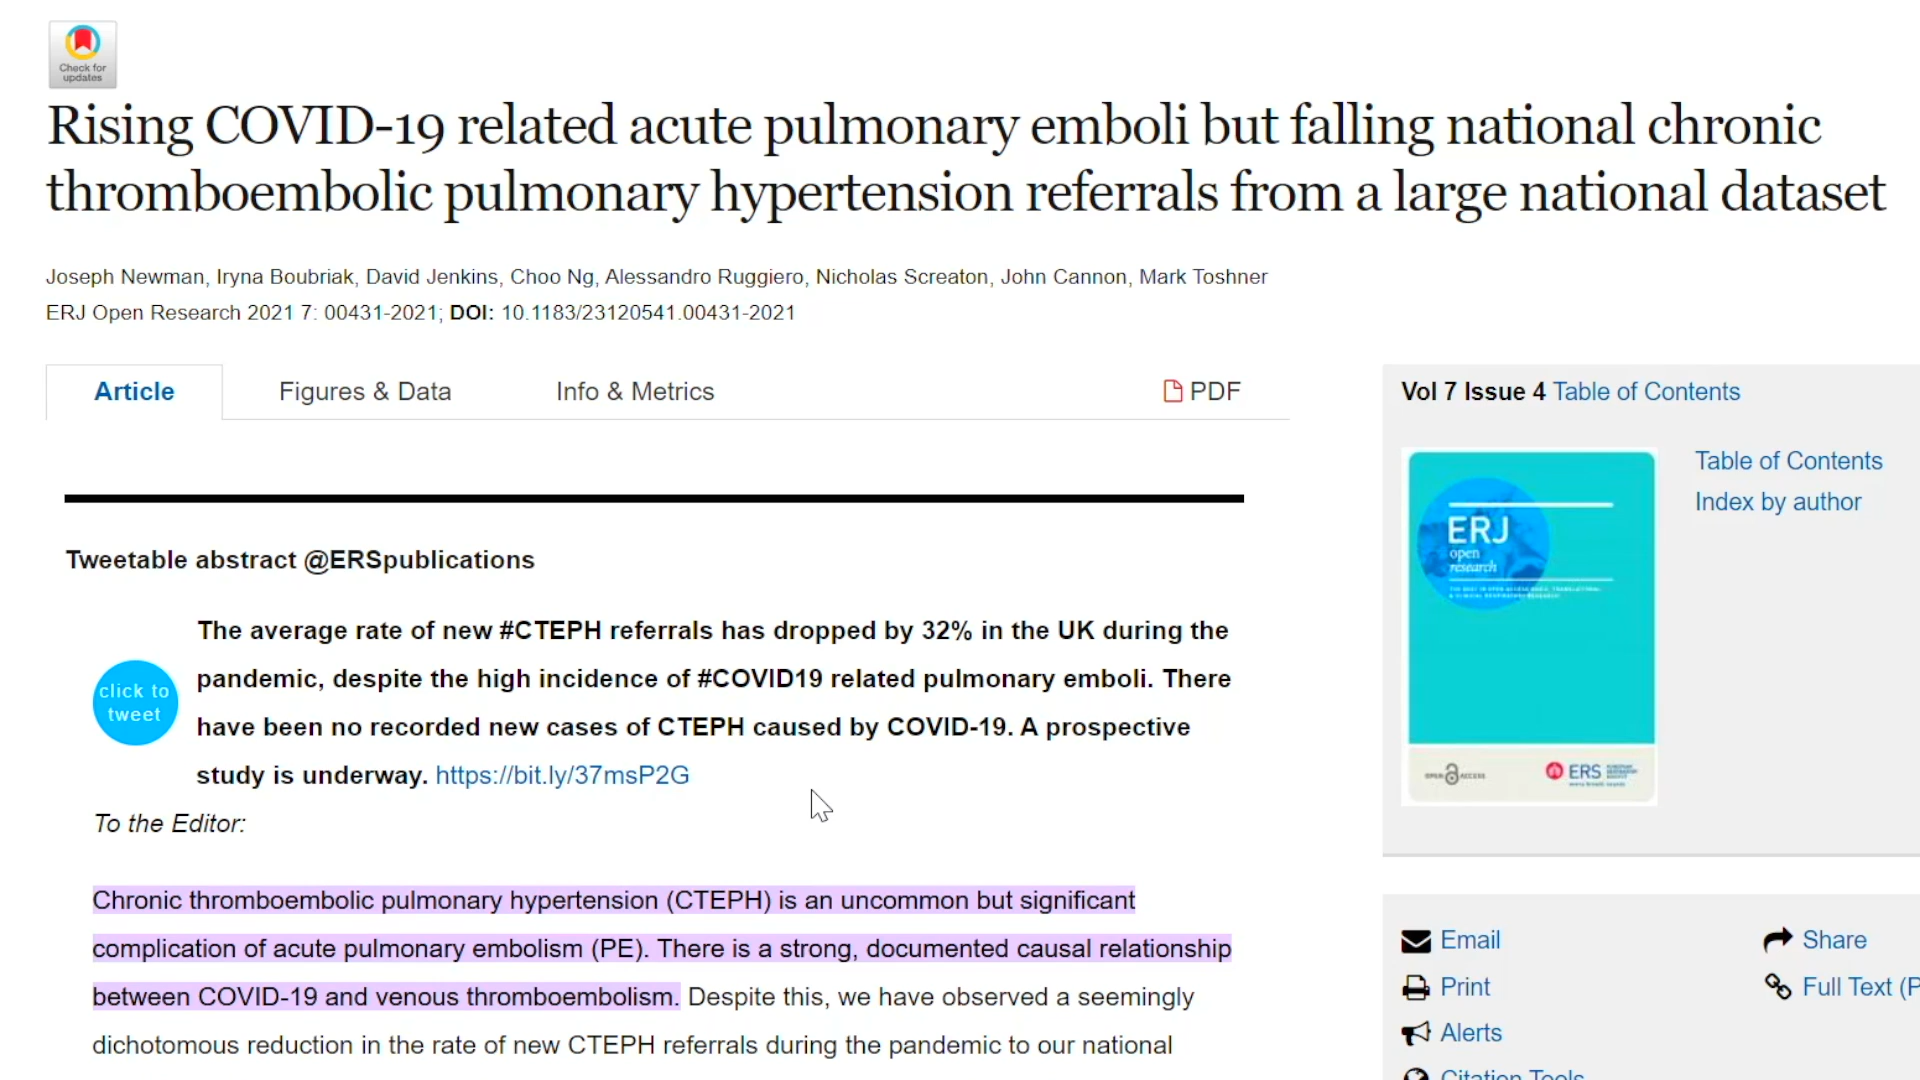 Check for
updates
Rising COVID-19 related acute pulmonary emboli but falling national chronic
thromboembolic pulmonary hypertension referrals from a large national dataset
Joseph Newman, Iryna Boubriak, David Jenkins, Choo Ng, Alessandro Ruggiero, Nicholas Screaton, John Cannon, Mark Toshner
ERJ Open Research 2021 7: 00431-2021; DOI: 10.1183/23120541.00431-2021
Article
Figures & Data
Info & Metrics
PDF
Tweetable abstract @ERSpublications
The average rate of new #CTEPH referrals has dropped by 32% in the UK during the
pandemic, despite the high incidence of #COVID19 related pulmonary emboli. There
have been no recorded new cases of CTEPH caused by COVID-19. A prospective
study is underway. https://bit.ly/37msP2G
click to
tweet
To the Editor:
Chronic thromboembolic pulmonary hypertension (CTEPH) is an uncommon but significant
complication of acute pulmonary embolism (PE). There is a strong, documented causal relationship
between COVID-19 and venous thromboembolism. Despite this, we have observed a seemingly
dichotomous reduction in the rate of new CTEPH referrals during the pandemic to our national
Vol 7 Issue 4 Table of Contents
ERJ
open
research
OPEN ACCESS
ERS
Table of Contents
Index by author
Email
Share
Print
Full Text (P
Alerts
Citation Tools